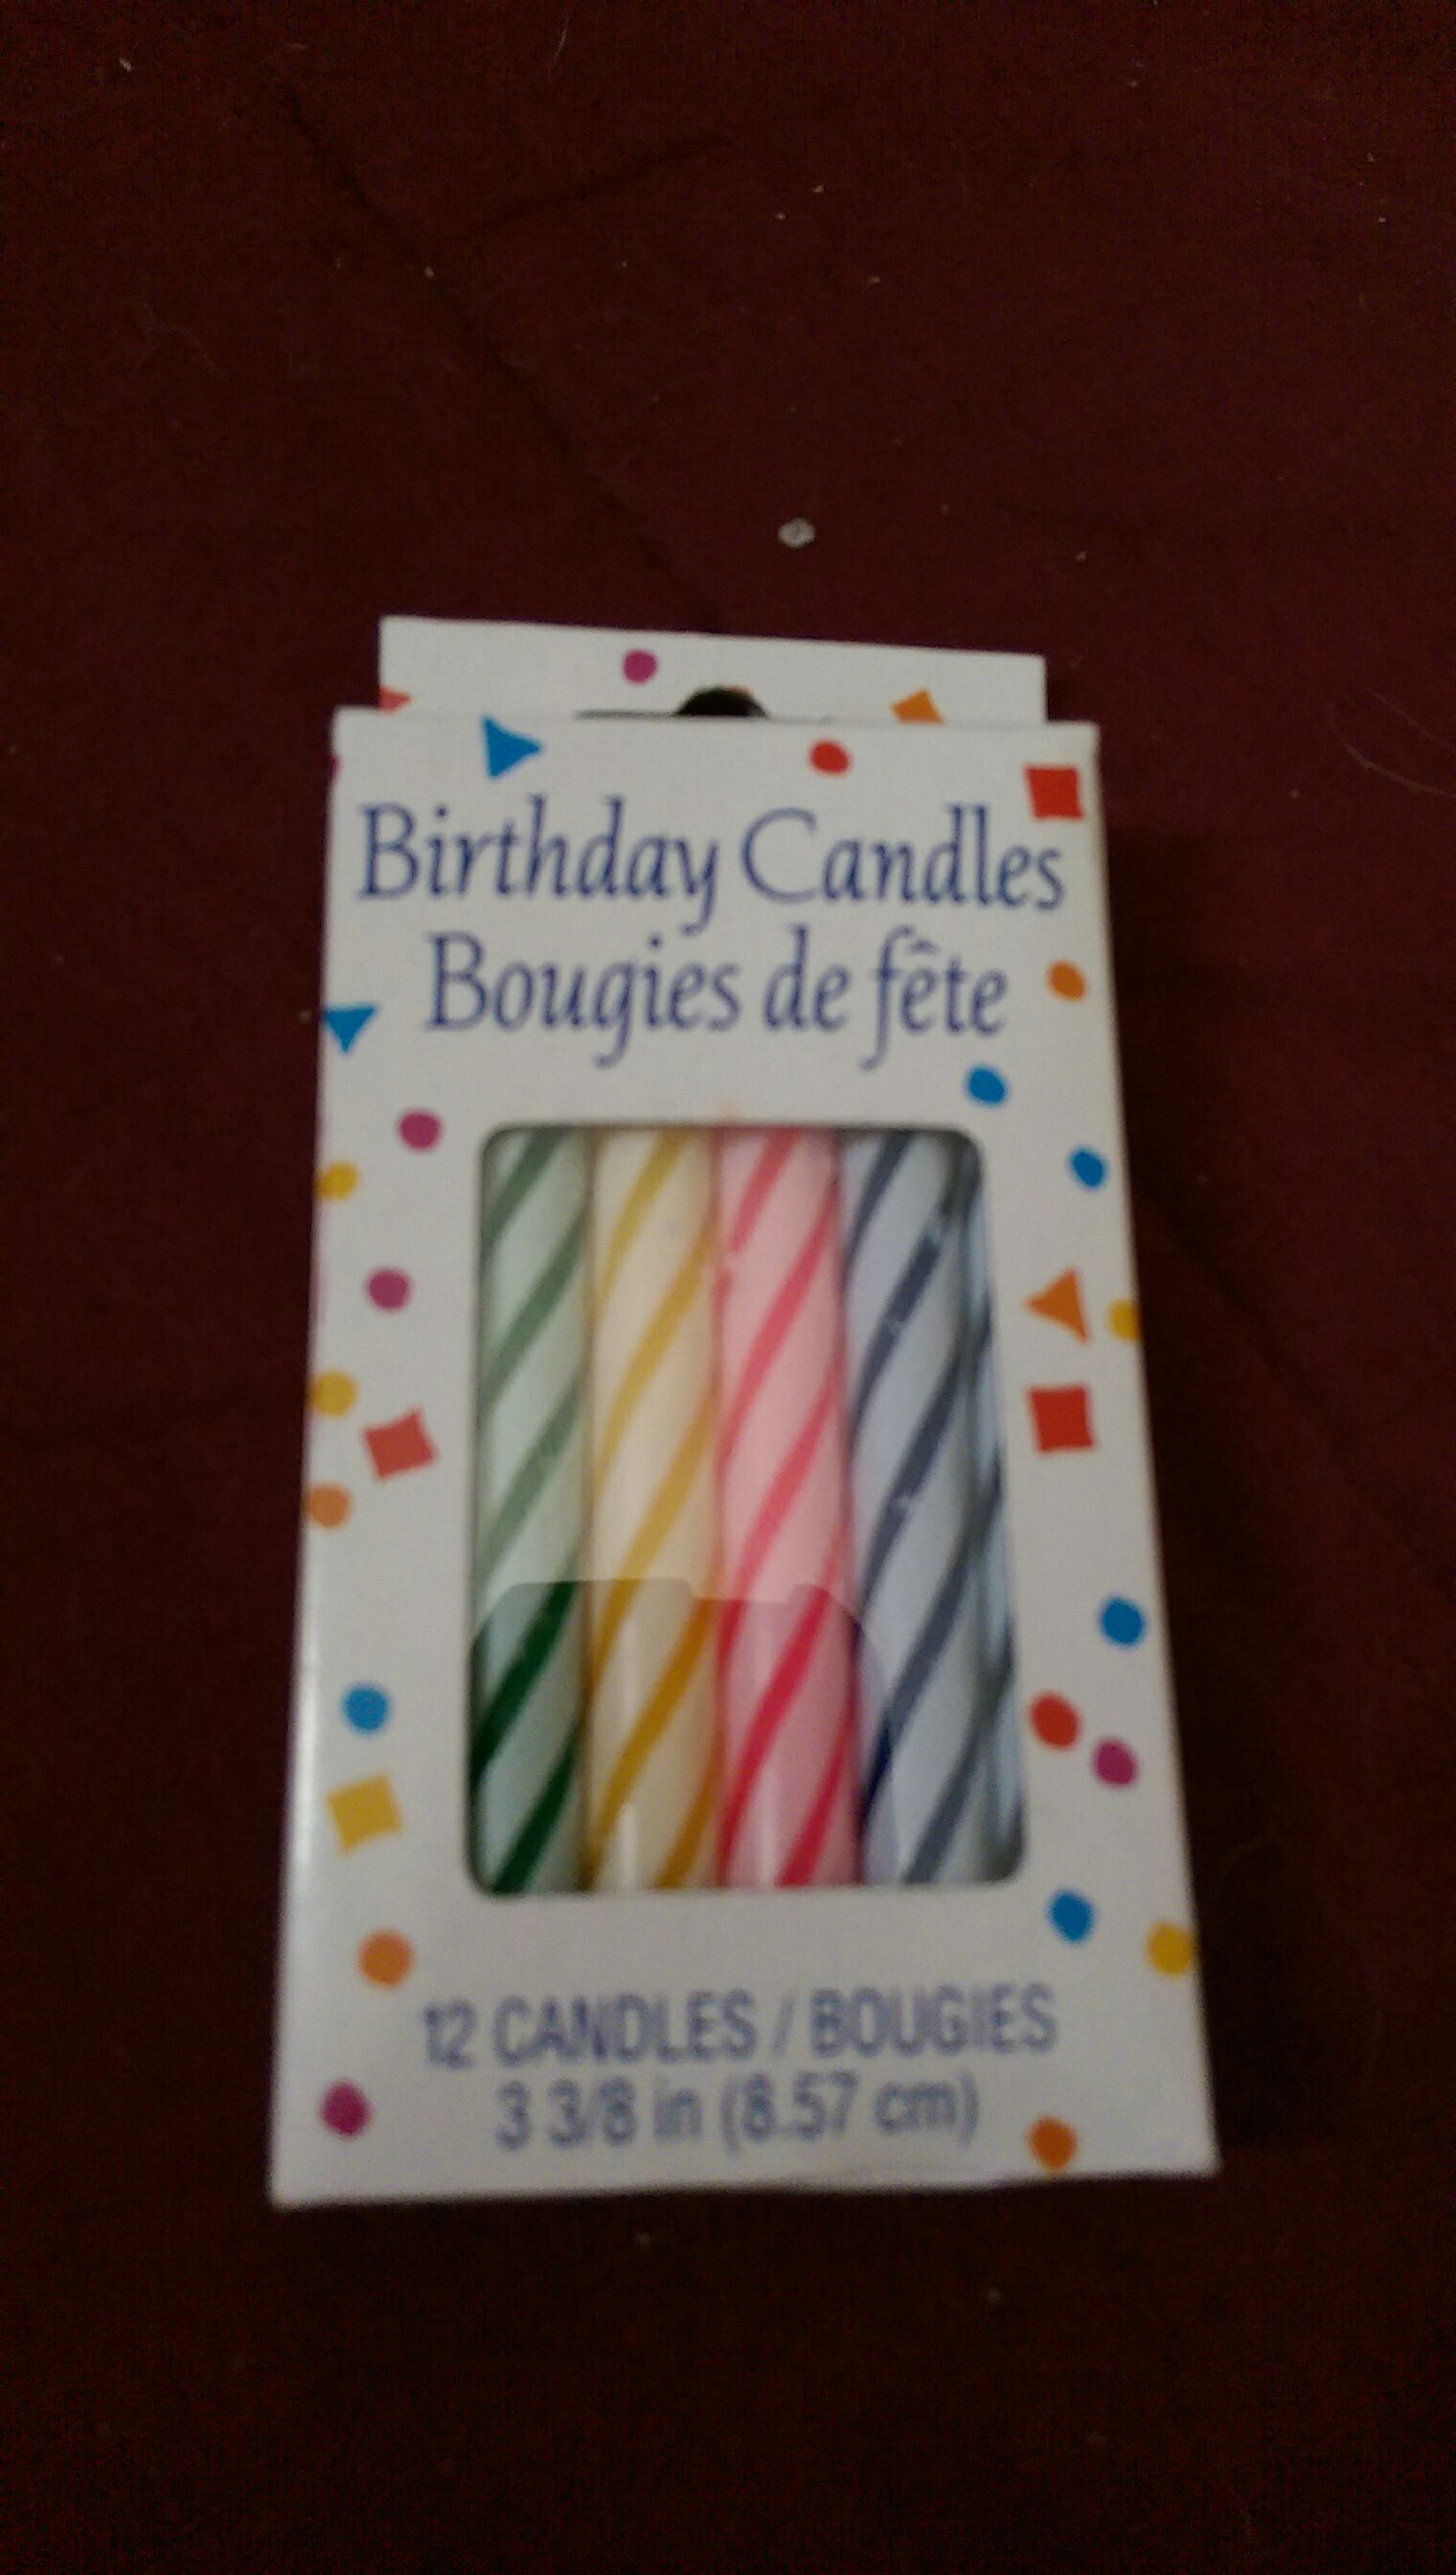 Birthday Candles
Bougies de fête
12 CANDLES / BOUGIES
3 3/8 in (8.57 cm)